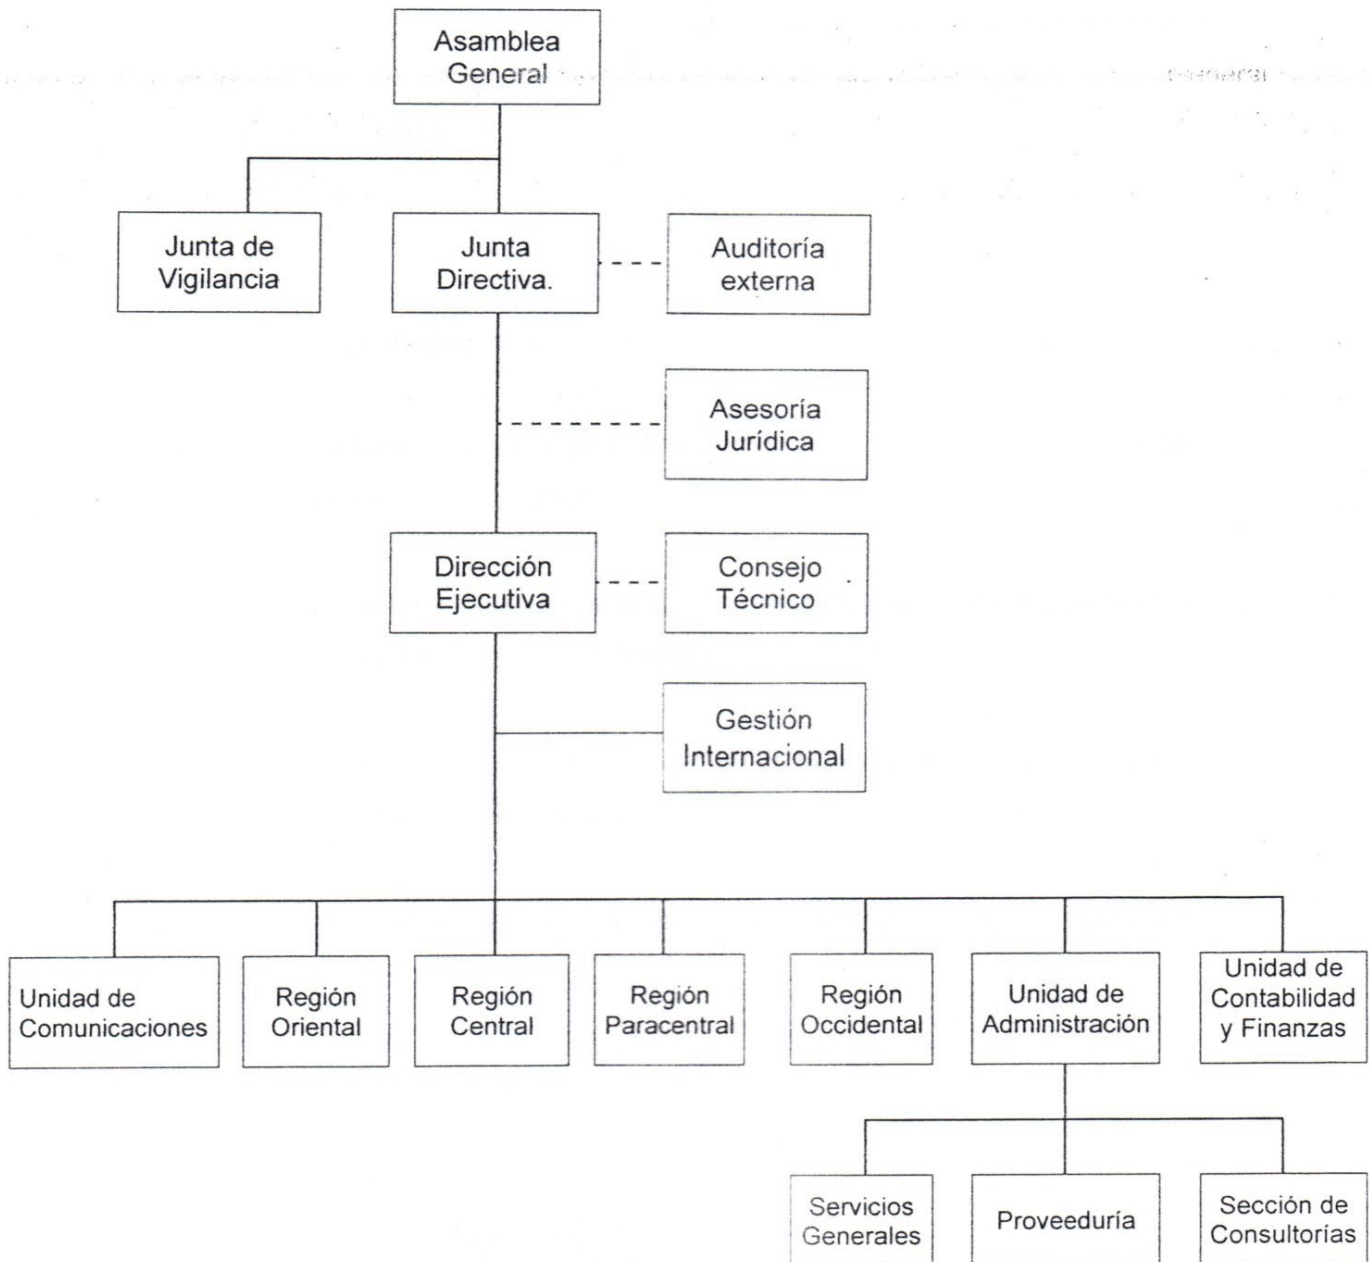 Asamblea
General
Junta de
Vigilancia
Junta
Directiva.
Auditoría
externa
Asesoría
Jurídica
Dirección
Ejecutiva
Consejo
Técnico
Gestión
Internacional
Unidad de
Comunicaciones
Región
Oriental
Región
Central
Región
Paracentral
Región
Occidental
Unidad de
Administración
Unidad de
Contabilidad
y Finanzas
Servicios
Generales
Proveeduría
Sección de
Consultorías